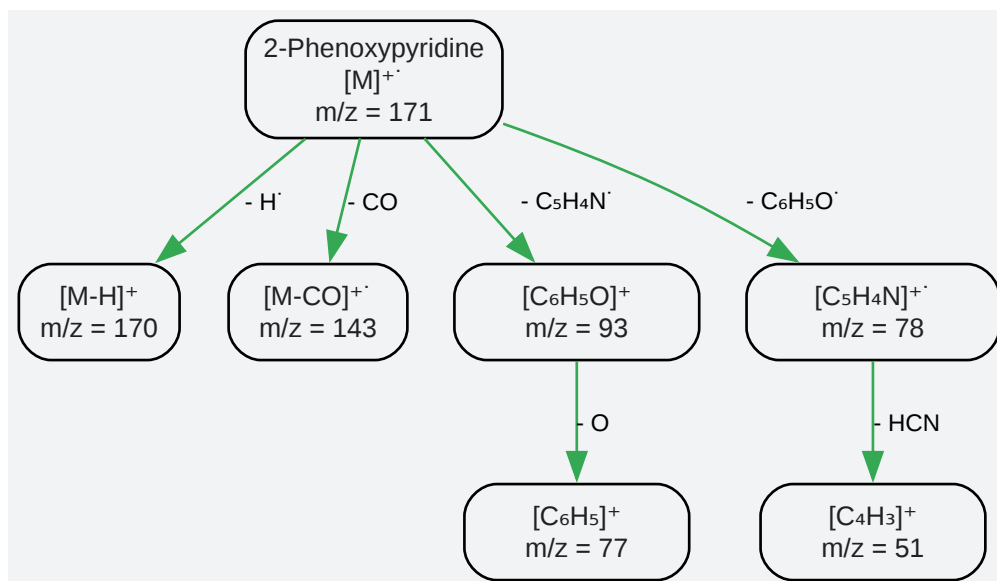 2-Phenoxypyridine
[M]⁺˙
m/z = 171
- H˙
- CO
- C₅H₄N˙
- C₆H₅O˙
[M-H]⁺
m/z = 170
[M-CO]⁺˙
m/z = 143
[C₆H₅O]⁺
m/z = 93
[C₅H₄N]⁺˙
m/z = 78
- O
- HCN
[C₆H₅]⁺
m/z = 77
[C₄H₃]⁺
m/z = 51